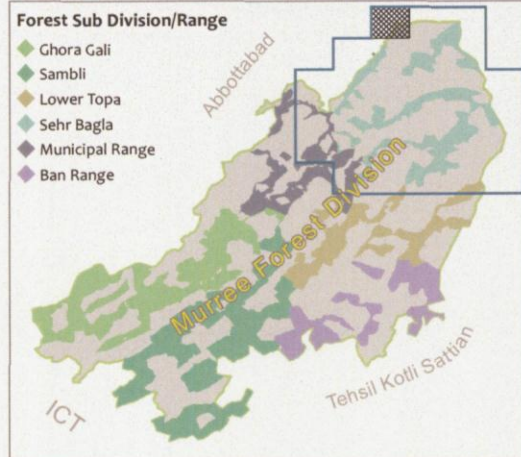 Forest Sub Division/Range
Ghora Gali
Sambli
Lower Topa
Sehr Bagla
Municipal Range
Ban Range
Abbottabad
Murree Forest Division
Tehsil Kotli Sattian
ICT